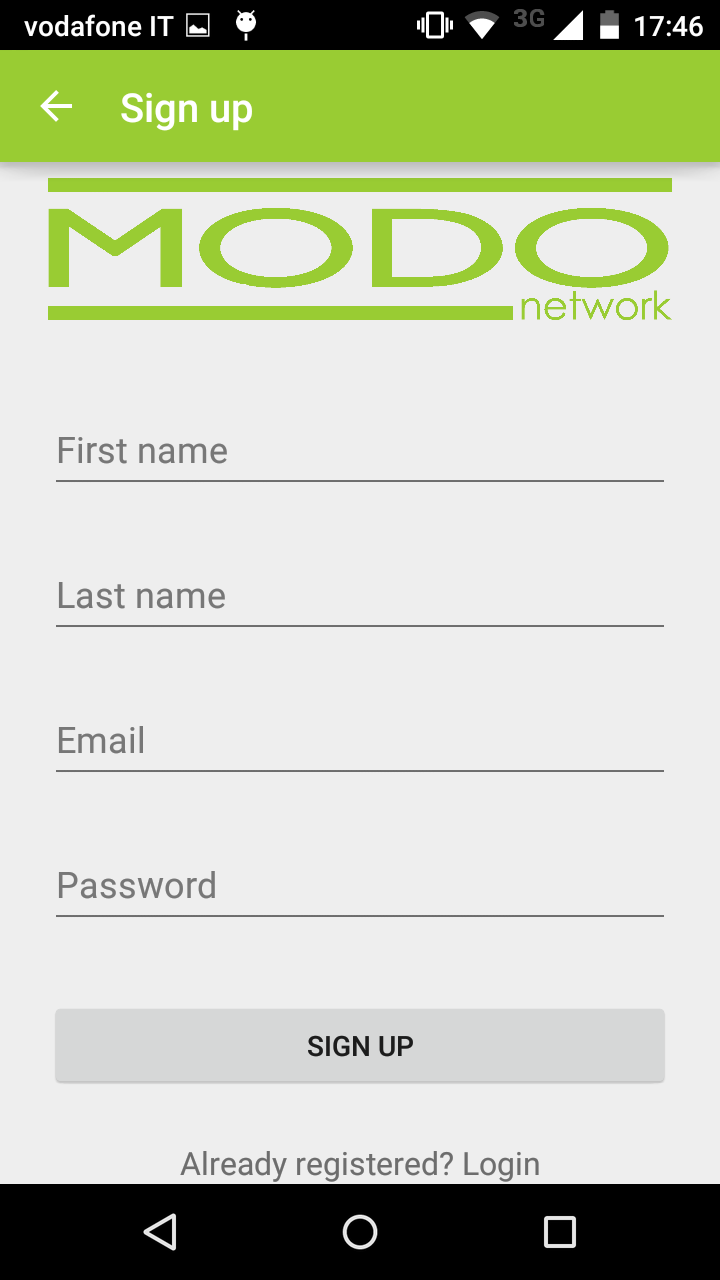 vodafone IT 3G 17:46
Sign up
MODO
network
First name
Last name
Email
Password
SIGN UP
Already registered? Login